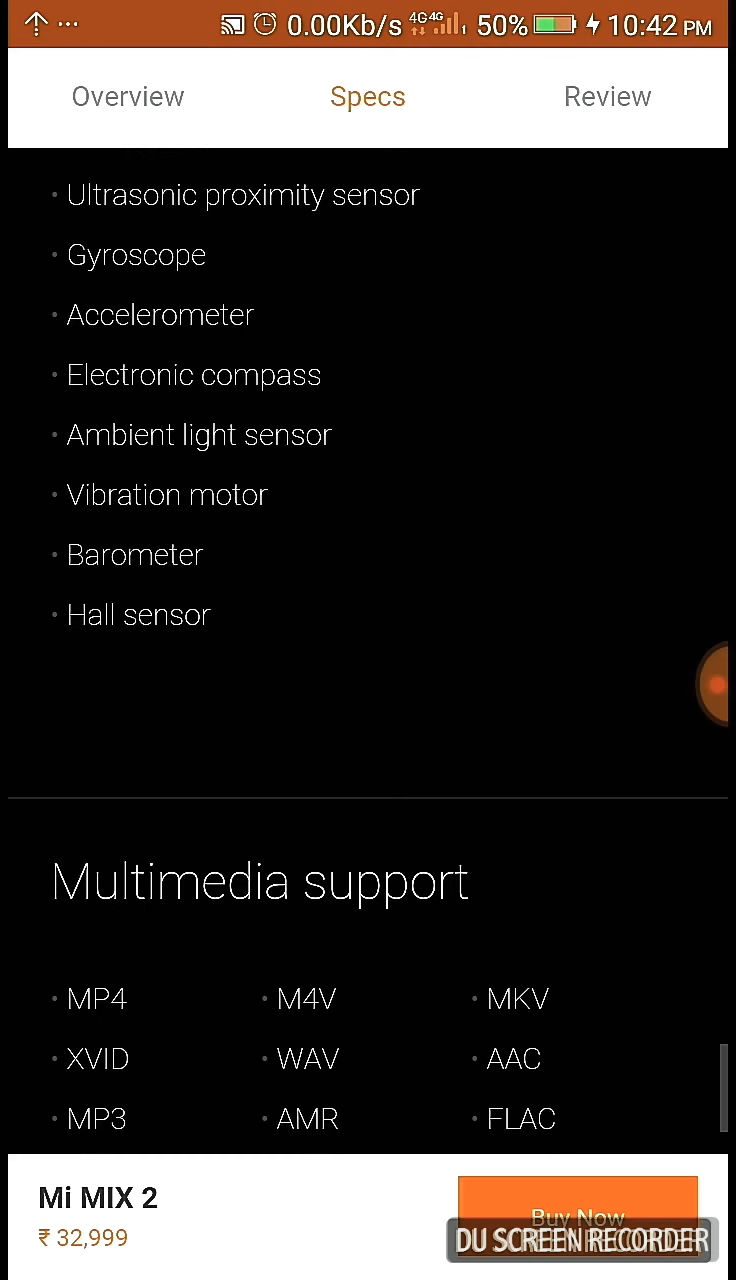 0.00Kb/s 4G4G 1 50% 10:42 PM
Overview Specs Review
· Ultrasonic proximity sensor
· Gyroscope
· Accelerometer
· Electronic compass
· Ambient light sensor
· Vibration motor
· Barometer
· Hall sensor
Multimedia support
· MP4 · M4V · MKV
· XVID · WAV · AAC
· MP3 · AMR · FLAC
Mi MIX 2
₹ 32,999
Buy Now
DU SCREEN RECORDER